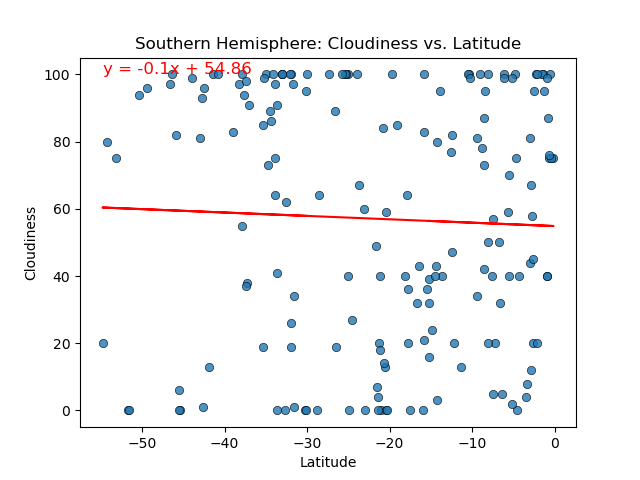 Southern Hemisphere: Cloudiness vs. Latitude
y = -0.1x + 54.86
100
80
60
40
20
0
Cloudiness
−50 −40 −30 −20 −10 0
Latitude